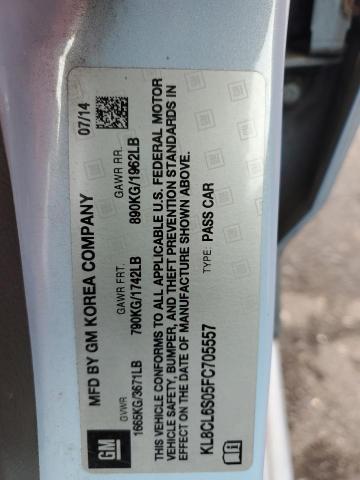 GM
MFD BY GM KOREA COMPANY 07/14
GVWR GAWR FRT. GAWR RR.
1665KG/3671LB 790KG/1742LB 890KG/1962LB
THIS VEHICLE CONFORMS TO ALL APPLICABLE U.S. FEDERAL MOTOR
VEHICLE SAFETY, BUMPER, AND THEFT PREVENTION STANDARDS IN
EFFECT ON THE DATE OF MANUFACTURE SHOWN ABOVE.
KL8CL6S05FC705557 TYPE: PASS CAR